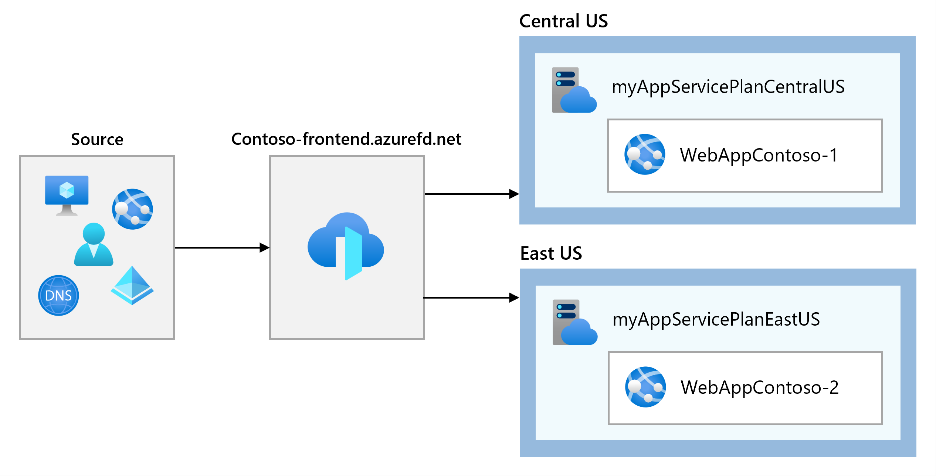 Central US
myAppServicePlanCentralUS
WebAppContoso-1
Source
Contoso-frontend.azurefd.net
DNS
East US
myAppServicePlanEastUS
WebAppContoso-2